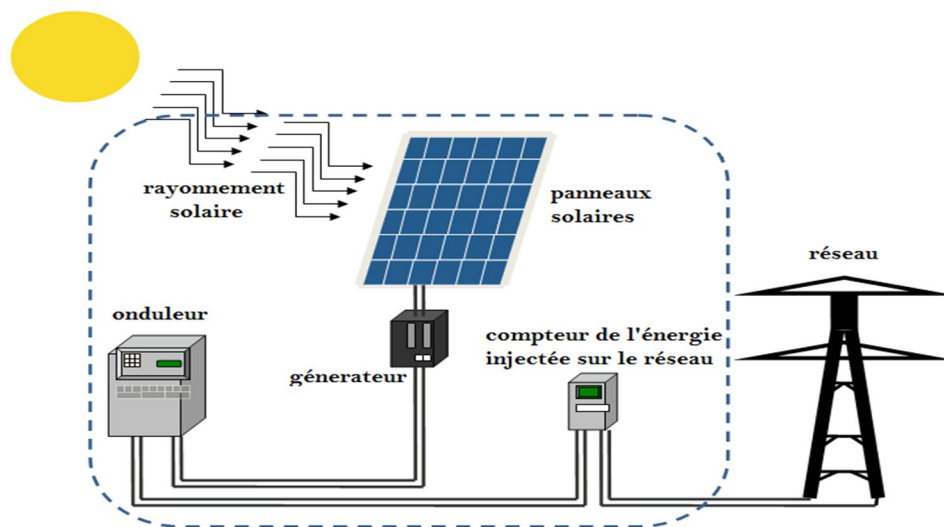 rayonnement
solaire
panneaux
solaires
réseau
onduleur
génerateur
compteur de l'énergie
injectée sur le réseau